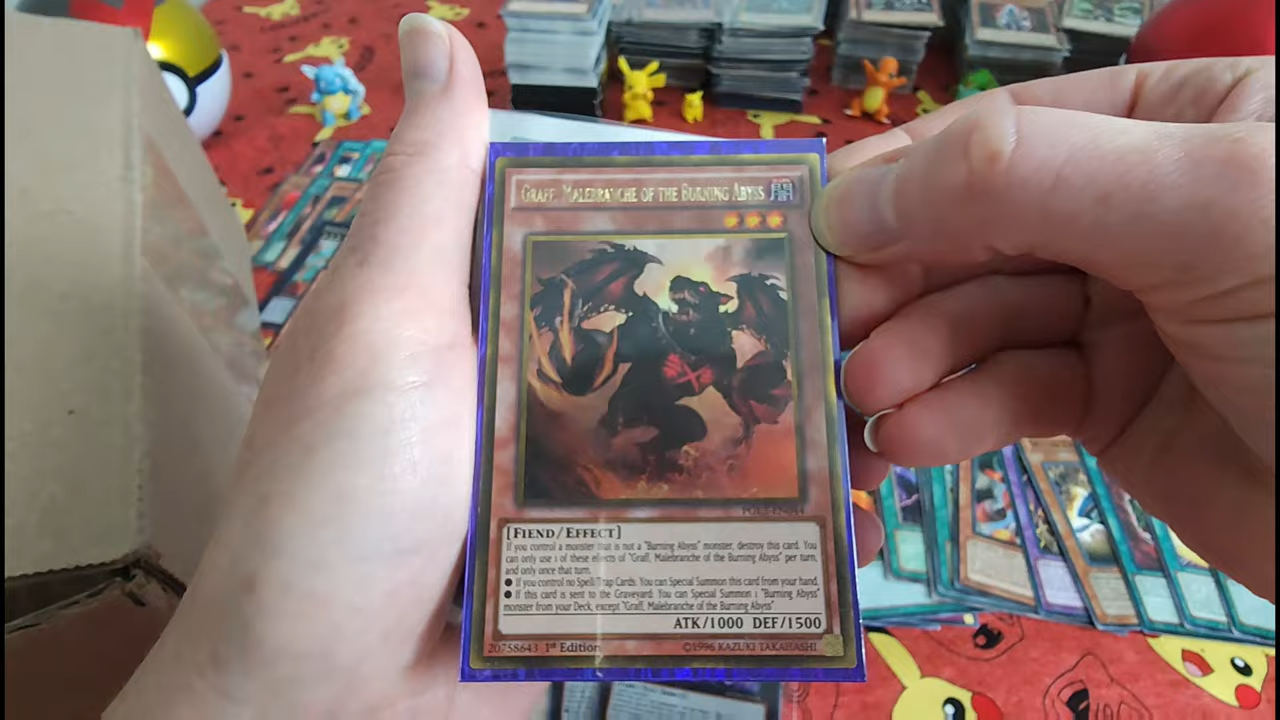 GRAFF, MALEBRANCHE OF THE BURNING ABYSS
[FIEND/EFFECT]
If you control a monster that is not a "Burning Abyss" monster, destroy this card. You
can only use 1 of these effects of "Graff, Malebranche of the Burning Abyss" per turn,
and only once that turn.
● If you control no Spell/Trap Cards: You can Special Summon this card from your hand.
● If this card is sent to the Graveyard: You can Special Summon 1 "Burning Abyss"
monster from your Deck, except "Graff, Malebranche of the Burning Abyss".
ATK/1000 DEF/1500
20758643 1st Edition ©1996 KAZUKI TAKAHASHI